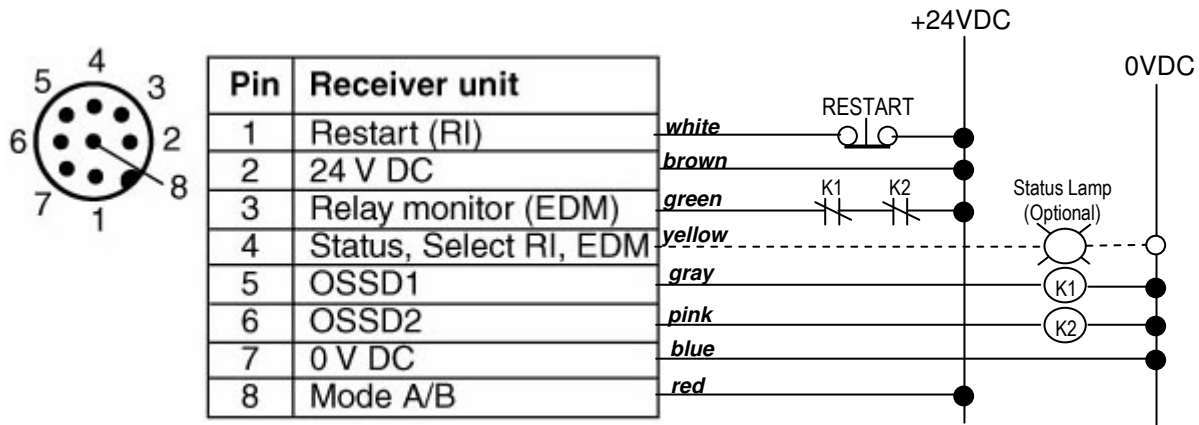 +24VDC
0VDC
4
5
3
6
2
7
8
1
Pin Receiver unit
1 Restart (RI)
2 24 V DC
3 Relay monitor (EDM)
4 Status, Select RI, EDM
5 OSSD1
6 OSSD2
7 0 V DC
8 Mode A/B
white
brown
green
yellow
gray
pink
blue
red
RESTART
K1 K2
Status Lamp
(Optional)
K1
K2